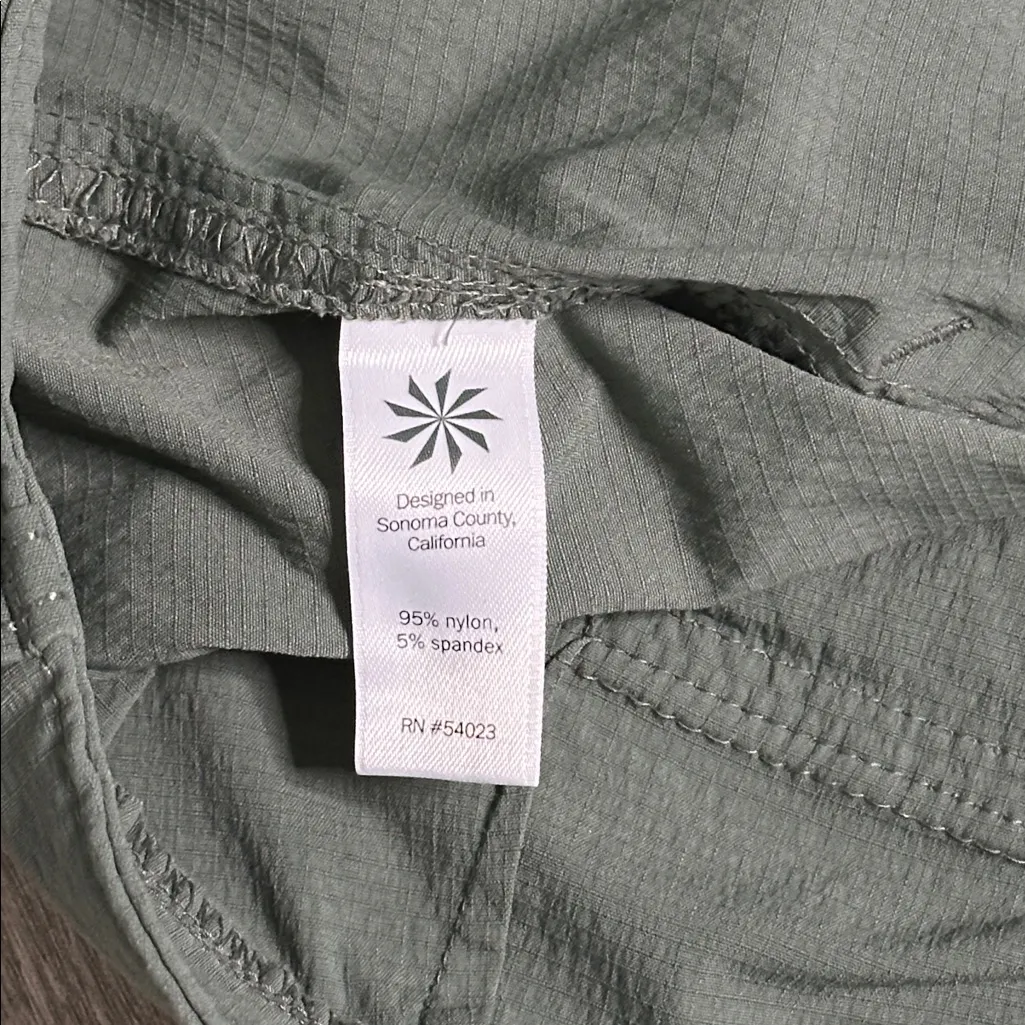 Designed in
Sonoma County,
California
95% nylon,
5% spandex
RN #54023